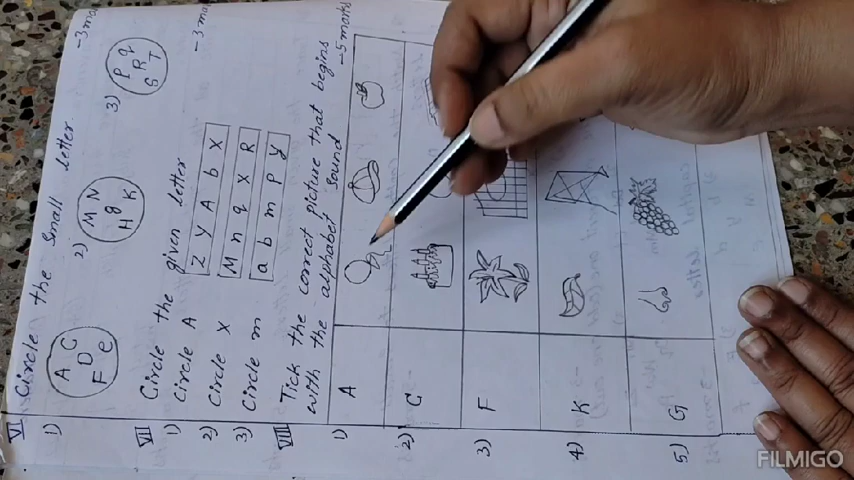 VI Circle the small letter. -3 ma
1) A C D F e
2) M N g H K
3) P q R G T
VII Circle the given letter -3 ma
1) Circle A Z Y A b X
2) Circle X M n q X R
3) Circle m a b m P Y
VIII Tick the correct picture that begins
with the alphabet sound -5 marks
1) A
2) C
3) F
4) K
5) G
FILMIGO